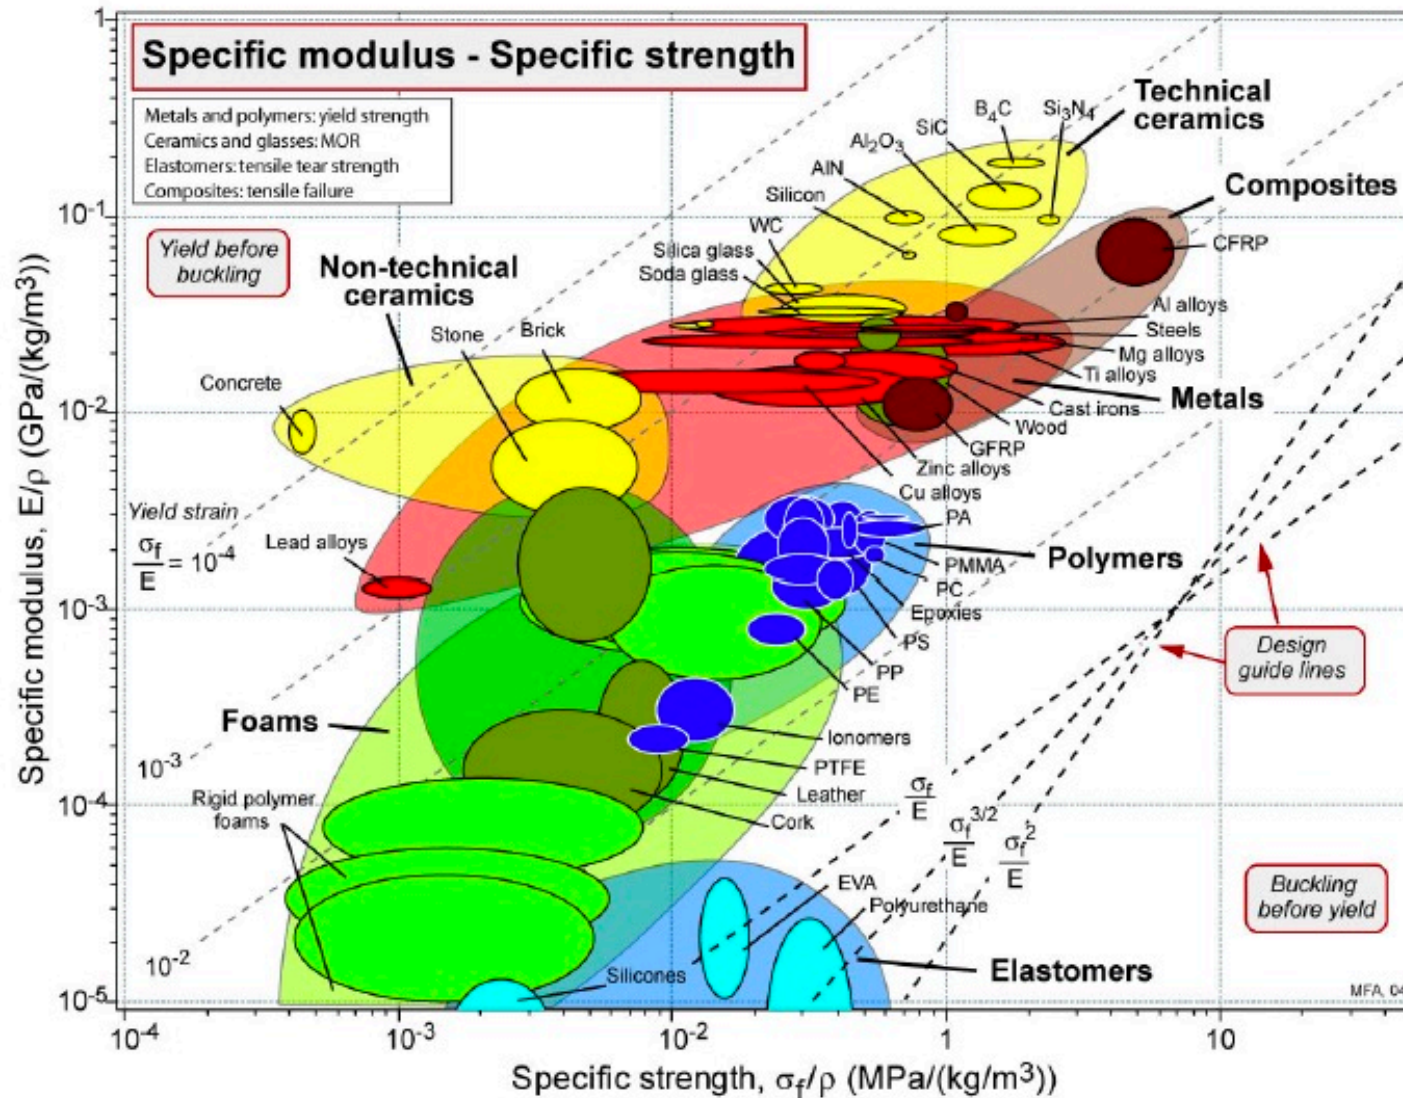 Specific modulus - Specific strength
Metals and polymers: yield strength
Ceramics and glasses: MOR
Elastomers: tensile tear strength
Composites: tensile failure
Yield before
buckling
Non-technical
ceramics
Technical
ceramics
Composites
B₄C
Si₃N₄
SiC
Al₂O₃
AlN
Silicon
WC
Silica glass
Soda glass
CFRP
Stone
Brick
Concrete
Al alloys
Steels
Mg alloys
Ti alloys
Cast irons
Metals
Wood
GFRP
Zinc alloys
Cu alloys
Yield strain
σf/E = 10⁻⁴
Lead alloys
PA
Polymers
PMMA
PC
Epoxies
PS
PP
PE
Design
guide lines
Foams
Ionomers
PTFE
Leather
Cork
10⁻³
Rigid polymer
foams
σf/E
σf^3/2/E
σf²/E
EVA
Polyurethane
Buckling
before yield
10⁻²
Silicones
Elastomers
MFA, 04
1
10⁻¹
10⁻²
10⁻³
10⁻⁴
10⁻⁵
Specific modulus, E/ρ (GPa/(kg/m³))
10⁻⁴
10⁻³
10⁻²
10⁻¹
1
10
Specific strength, σf/ρ (MPa/(kg/m³))